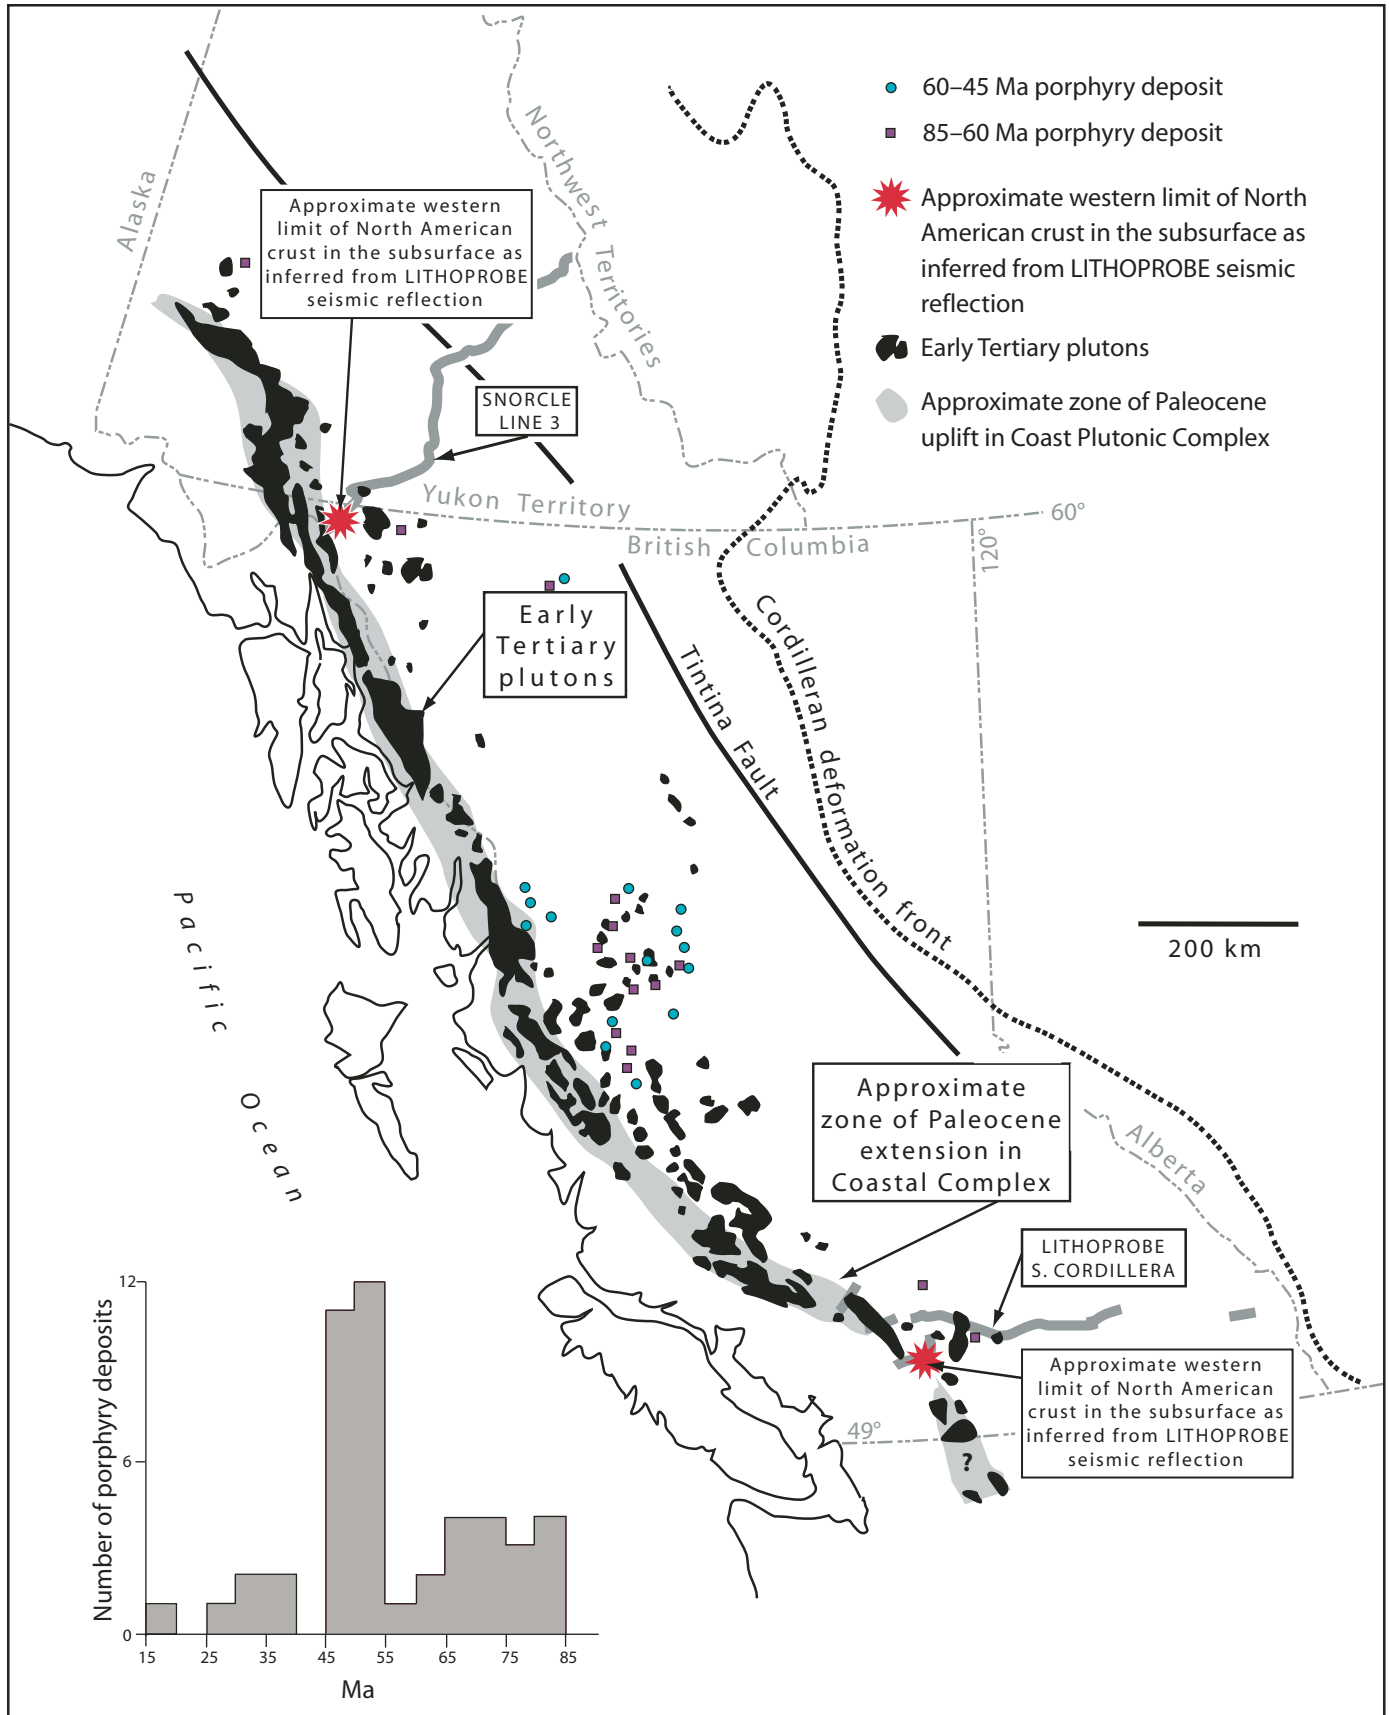 60–45 Ma porphyry deposit
85–60 Ma porphyry deposit
Approximate western limit of North
American crust in the subsurface as
inferred from LITHOPROBE seismic
reflection
Early Tertiary plutons
Approximate zone of Paleocene
uplift in Coast Plutonic Complex
Alaska
Northwest Territories
Approximate western
limit of North American
crust in the subsurface as
inferred from LITHOPROBE
seismic reflection
SNORCLE
LINE 3
Yukon Territory
British Columbia
60°
120°
Early
Tertiary
plutons
Tintina Fault
Cordilleran deformation front
200 km
Pacific Ocean
Approximate
zone of Paleocene
extension in
Coastal Complex
Alberta
LITHOPROBE
S. CORDILLERA
Approximate western
limit of North American
crust in the subsurface as
inferred from LITHOPROBE
seismic reflection
49°
?
?
Number of porphyry deposits
12
6
0
15 25 35 45 55 65 75 85
Ma